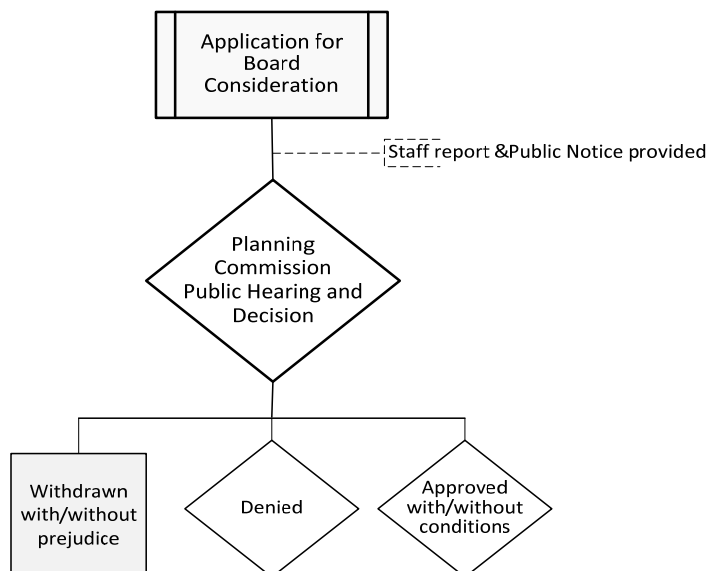 Application for
Board
Consideration
Staff report &Public Notice provided
Planning
Commission
Public Hearing and
Decision
Withdrawn
with/without
prejudice
Denied
Approved
with/without
conditions